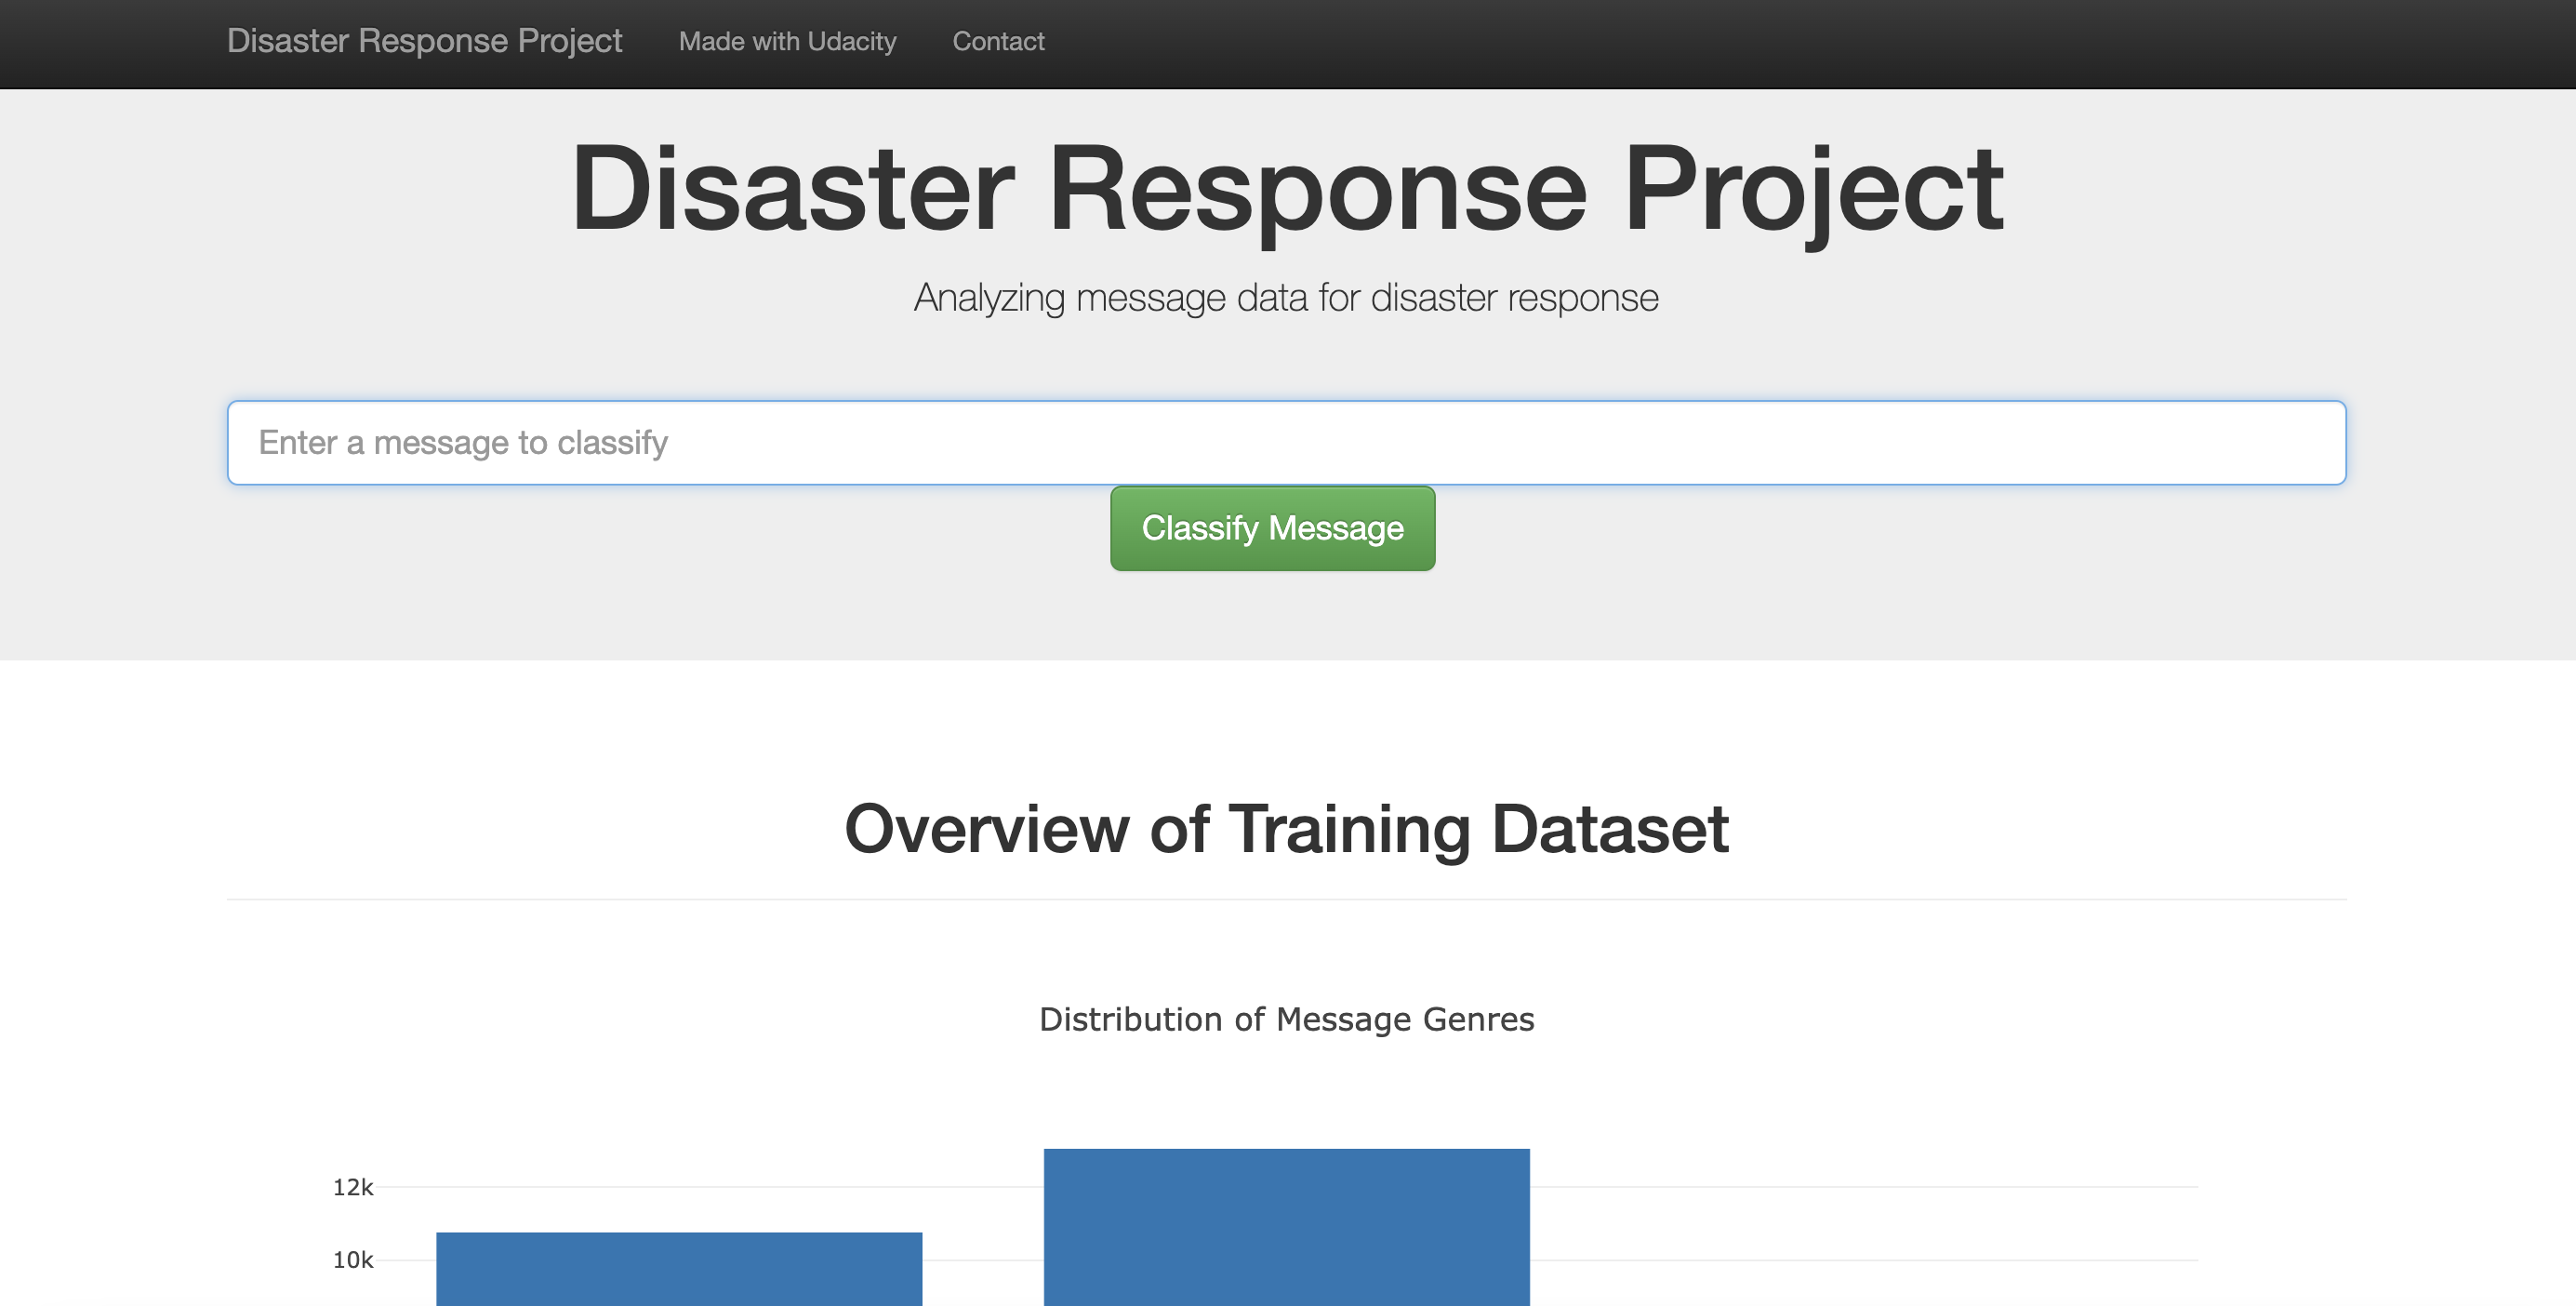 Disaster Response Project Made with Udacity Contact
Disaster Response Project
Analyzing message data for disaster response
Enter a message to classify
Classify Message
Overview of Training Dataset
Distribution of Message Genres
12k
10k